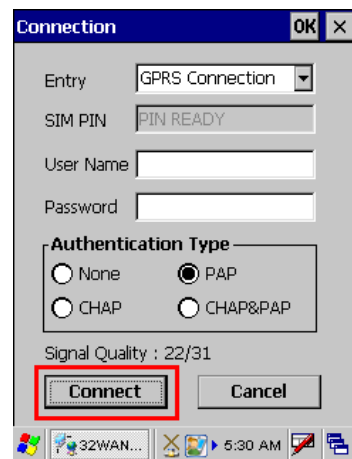 Connection OK ×
Entry GPRS Connection
SIM PIN PIN READY
User Name
Password
Authentication Type
None PAP
CHAP CHAP&PAP
Signal Quality : 22/31
Connect Cancel
32WAN... 5:30 AM